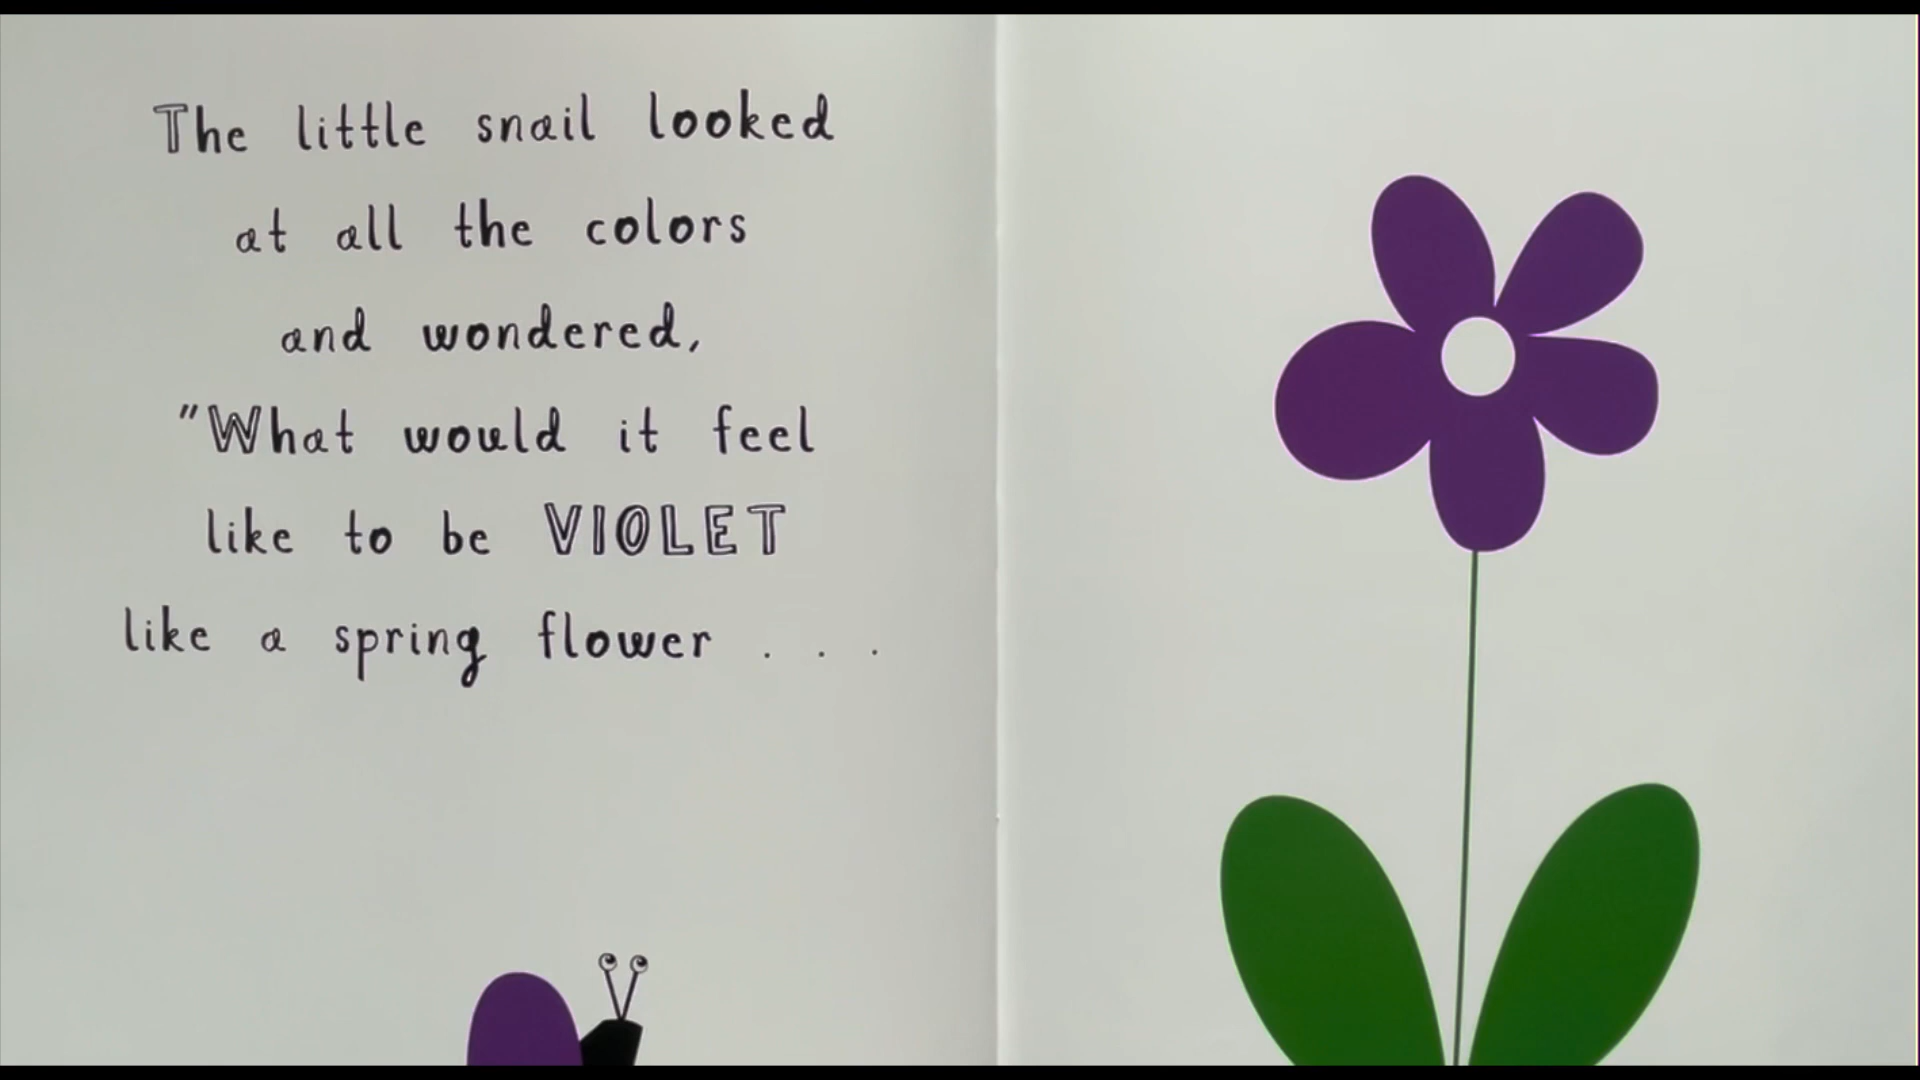 The little snail looked
at all the colors
and wondered,
"What would it feel
like to be VIOLET
like a spring flower . . .